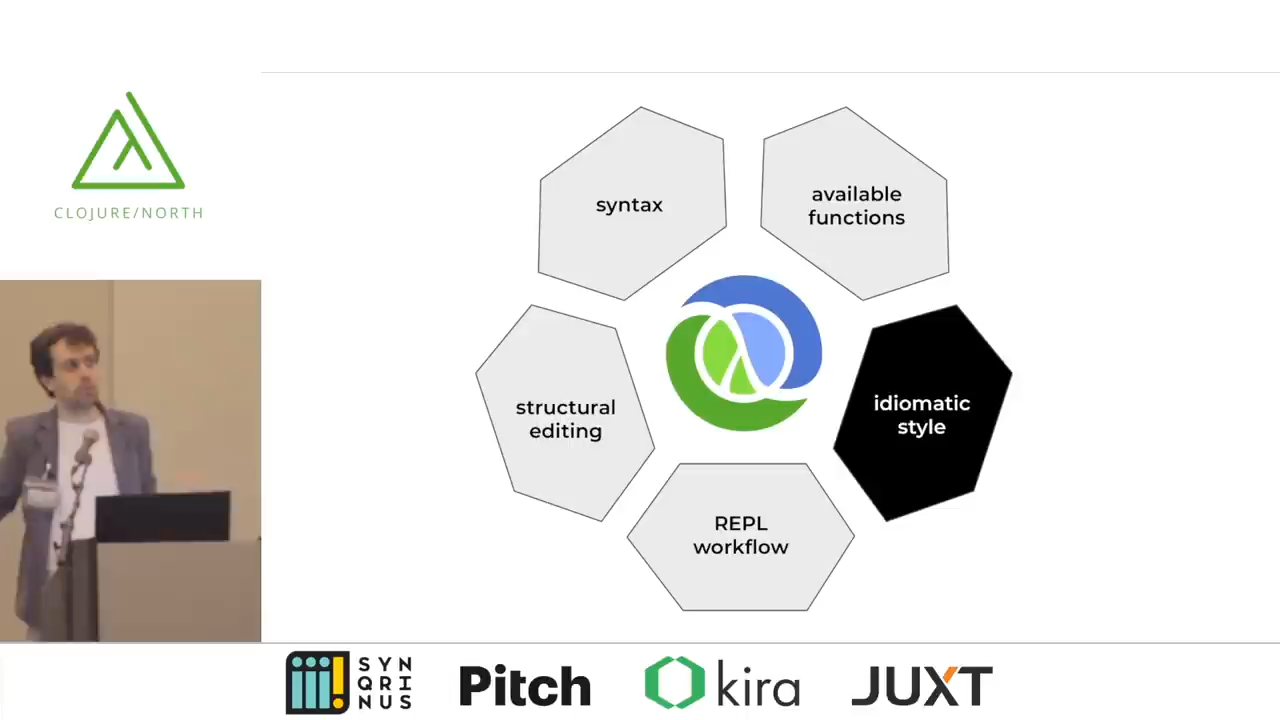 CLOJURE/NORTH
syntax
available
functions
structural
editing
idiomatic
style
REPL
workflow
SYN
QRI
NUS
Pitch
kira
JUXT